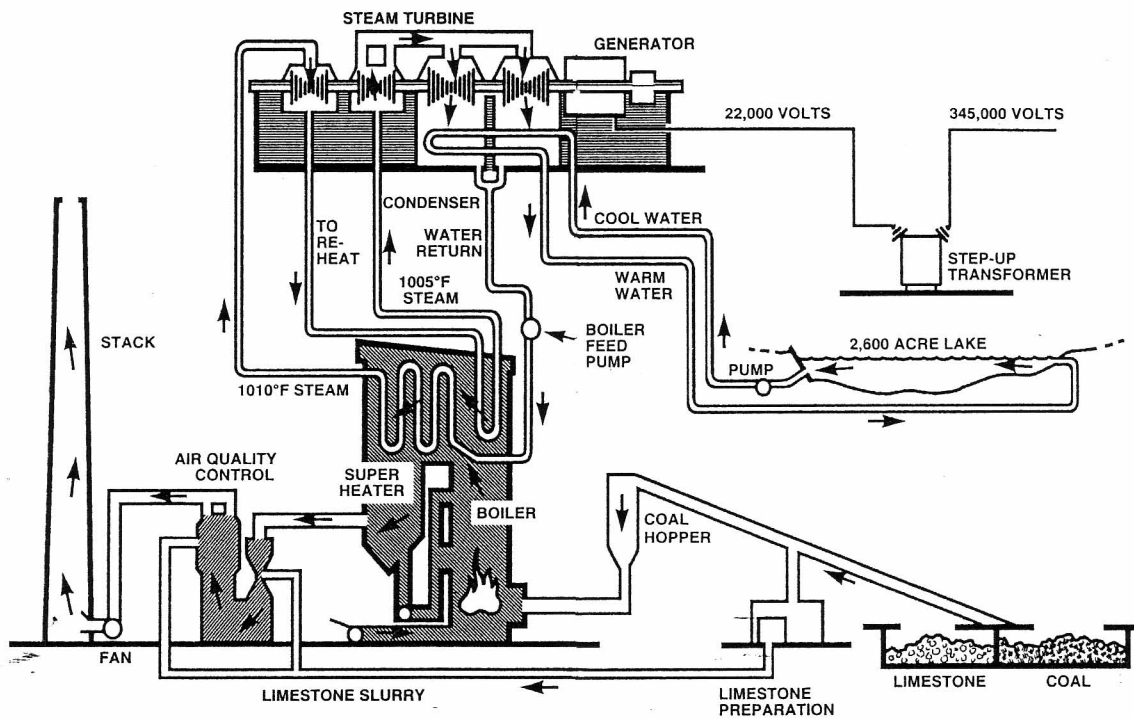 STEAM TURBINE
GENERATOR
22,000 VOLTS
345,000 VOLTS
CONDENSER
COOL WATER
TO
RE-
HEAT
WATER
RETURN
STEP-UP
TRANSFORMER
WARM
WATER
1005°F
STEAM
BOILER
FEED
PUMP
STACK
2,600 ACRE LAKE
PUMP
1010°F STEAM
AIR QUALITY
CONTROL
SUPER
HEATER
BOILER
COAL
HOPPER
FAN
LIMESTONE SLURRY
LIMESTONE
PREPARATION
LIMESTONE
COAL